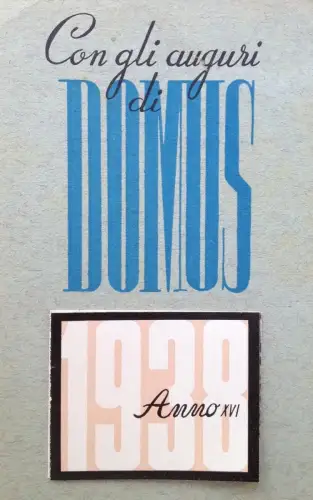 Con gli auguri
di
DOMUS
1938
Anno XVI